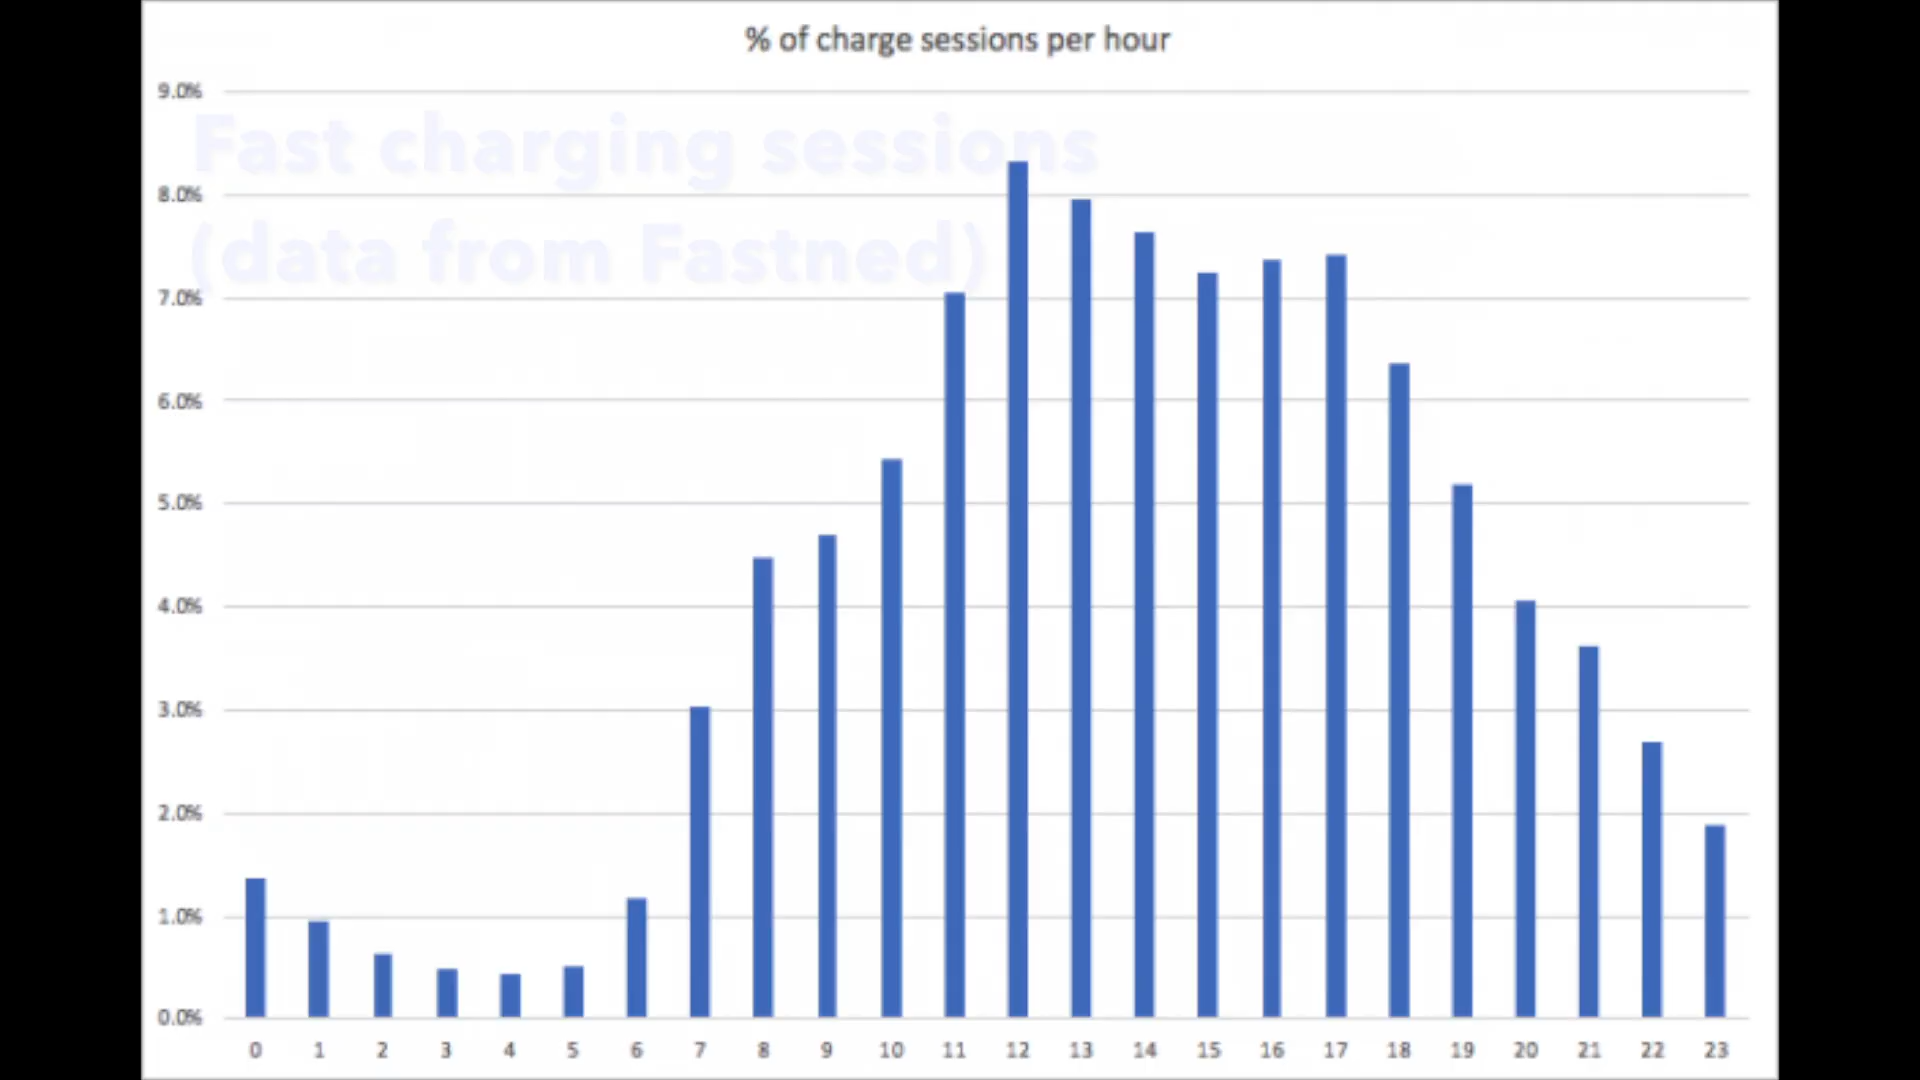 % of charge sessions per hour
9.0%
Fast charging sessions
8.0%
(data from Fastned)
7.0%
6.0%
5.0%
4.0%
3.0%
2.0%
1.0%
0.0%
0 1 2 3 4 5 6 7 8 9 10 11 12 13 14 15 16 17 18 19 20 21 22 23